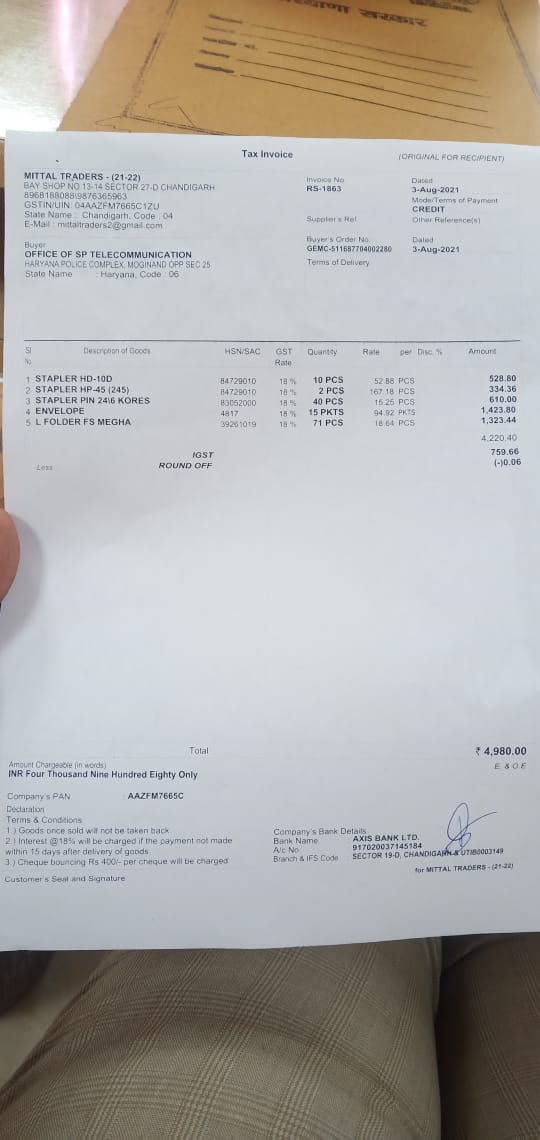 हरियाणा सरकार
Tax Invoice
(ORIGINAL FOR RECIPIENT)
MITTAL TRADERS - (21-22)
BAY SHOP NO 13-14 SECTOR 27-D CHANDIGARH
8968188088\9876365963
GSTIN/UIN: 04AAZFM7665C1ZU
State Name : Chandigarh, Code : 04
E-Mail : mittaltraders2@gmail.com
Invoice No. Dated
RS-1863 3-Aug-2021
Mode/Terms of Payment
CREDIT
Supplier's Ref. Other Reference(s)
Buyer
OFFICE OF SP TELECOMMUNICATION
HARYANA POLICE COMPLEX, MOGINAND OPP SEC 25
State Name : Haryana, Code : 06
Buyer's Order No. Dated
GEMC-511687704002280 3-Aug-2021
Terms of Delivery
Sl No. Description of Goods HSN/SAC GST Rate Quantity Rate per Disc. % Amount
1 STAPLER HD-10D 84729010 18 % 10 PCS 52.88 PCS 528.80
2 STAPLER HP-45 (245) 84729010 18 % 2 PCS 167.18 PCS 334.36
3 STAPLER PIN 24\6 KORES 83052000 18 % 40 PCS 15.25 PCS 610.00
4 ENVELOPE 4817 18 % 15 PKTS 94.92 PKTS 1,423.80
5 L FOLDER FS MEGHA 39261019 18 % 71 PCS 18.64 PCS 1,323.44
4,220.40
IGST 759.66
Less ROUND OFF (-)0.06
Total ₹ 4,980.00
Amount Chargeable (in words) E. & O.E
INR Four Thousand Nine Hundred Eighty Only
Company's PAN : AAZFM7665C
Declaration
Terms & Conditions
1.) Goods once sold will not be taken back
2.) Interest @18% will be charged if the payment not made
within 15 days after delivery of goods.
3.) Cheque bouncing Rs 400/- per cheque will be charged
Company's Bank Details
Bank Name : AXIS BANK LTD.
A/c No. : 917020037145184
Branch & IFS Code : SECTOR 19-D, CHANDIGARH & UTIB0003149
Customer's Seal and Signature
for MITTAL TRADERS - (21-22)